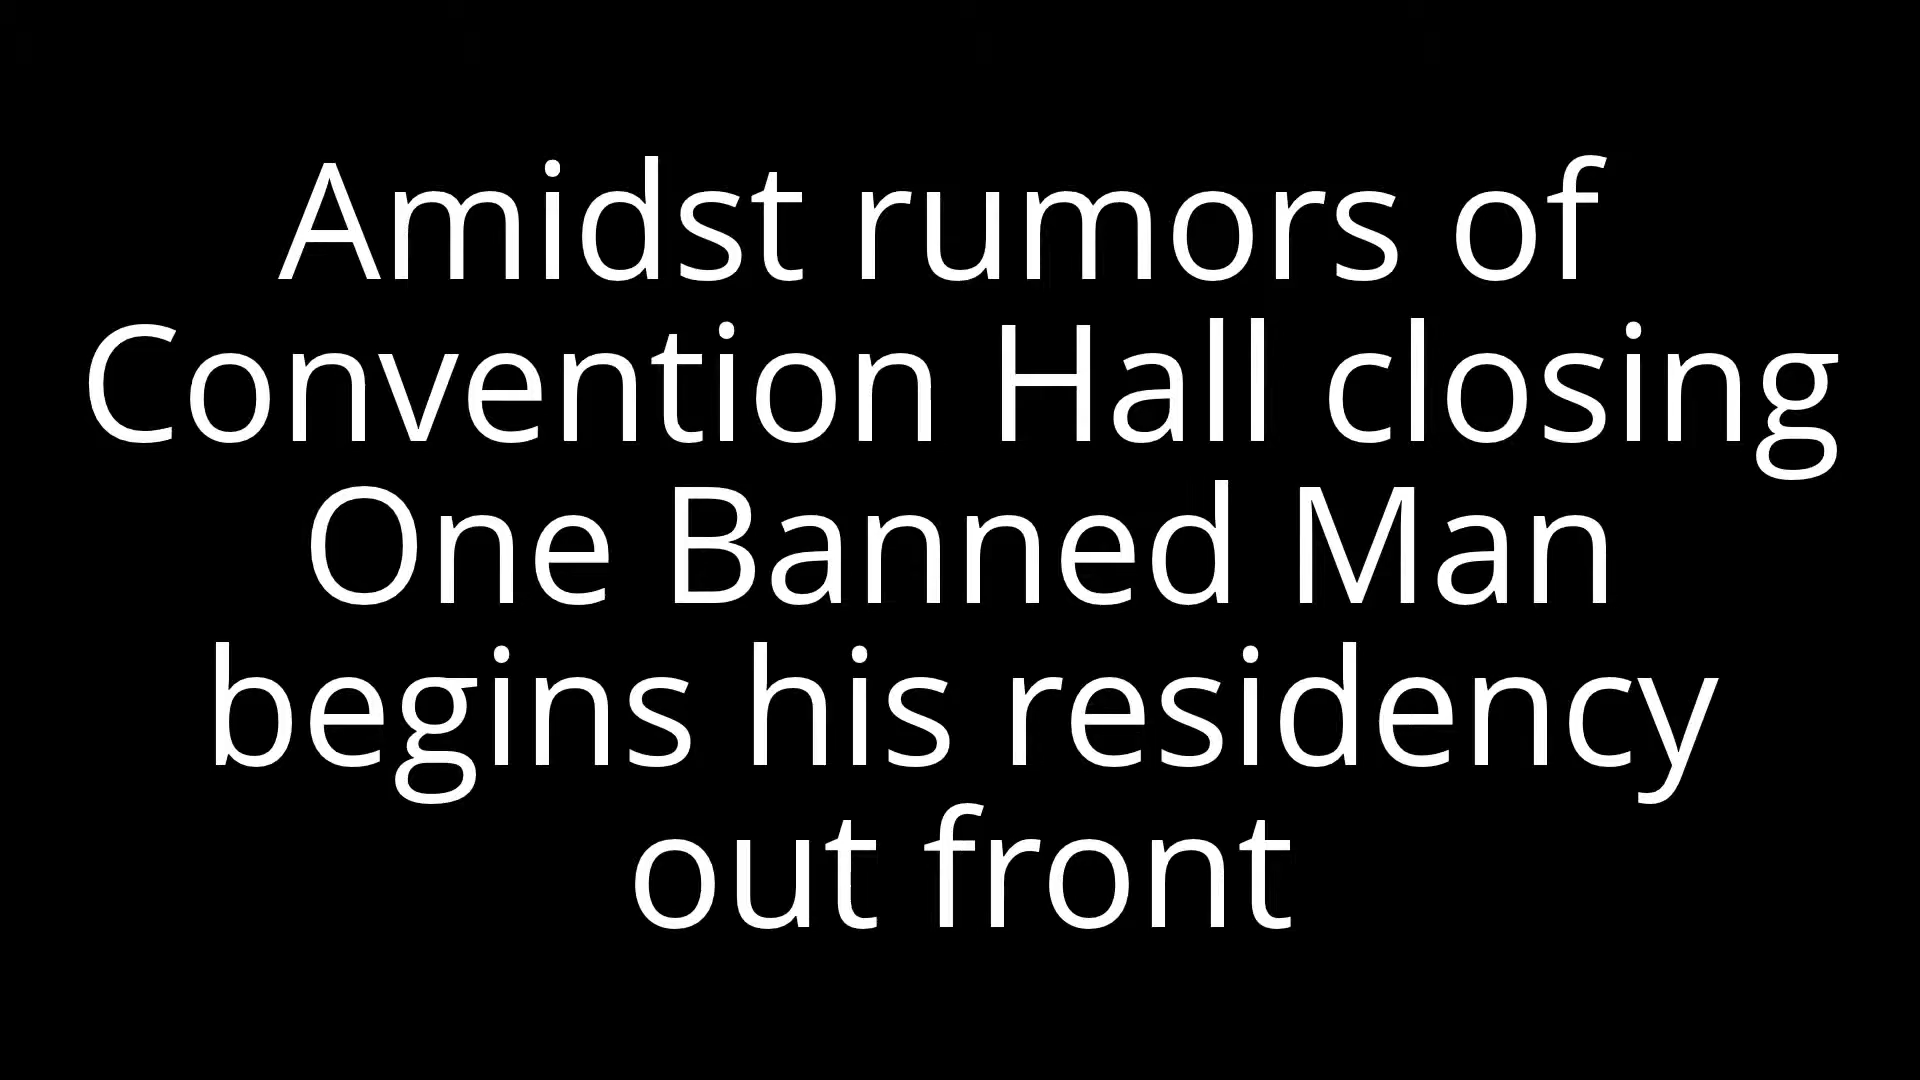 Amidst rumors of
Convention Hall closing
One Banned Man
begins his residency
out front